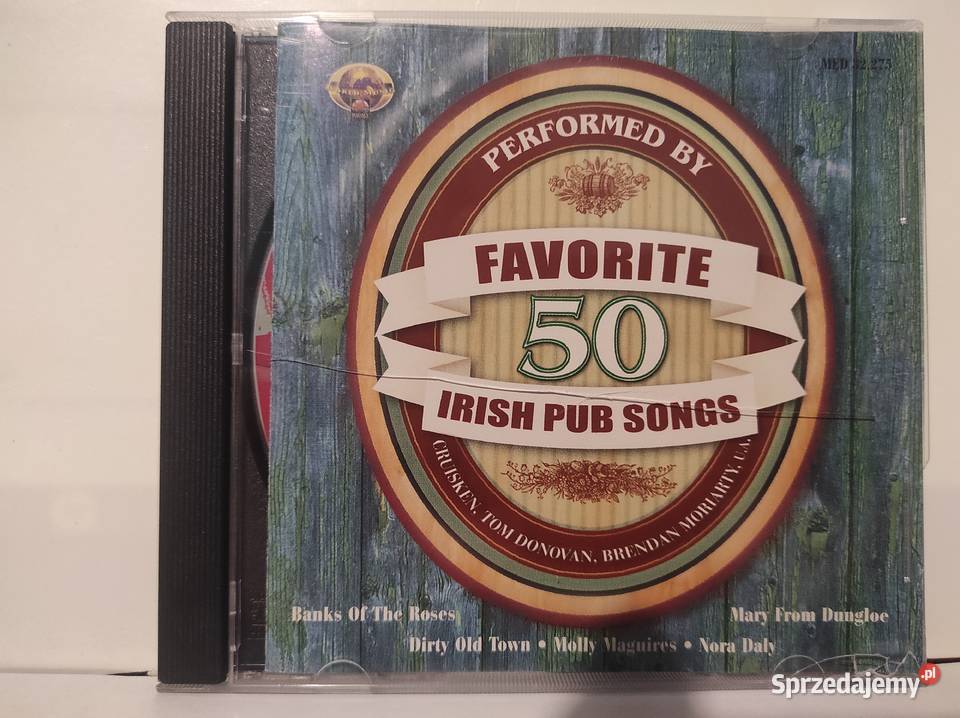 MED 32.275
PERFORMED BY
FAVORITE
50
IRISH PUB SONGS
CRUISKEN, TOM DONOVAN, BRENDAN MORIARTY, U.A.
Banks Of The Roses
Mary From Dungloe
Dirty Old Town • Molly Maguires • Nora Daly
Sprzedajemy.pl